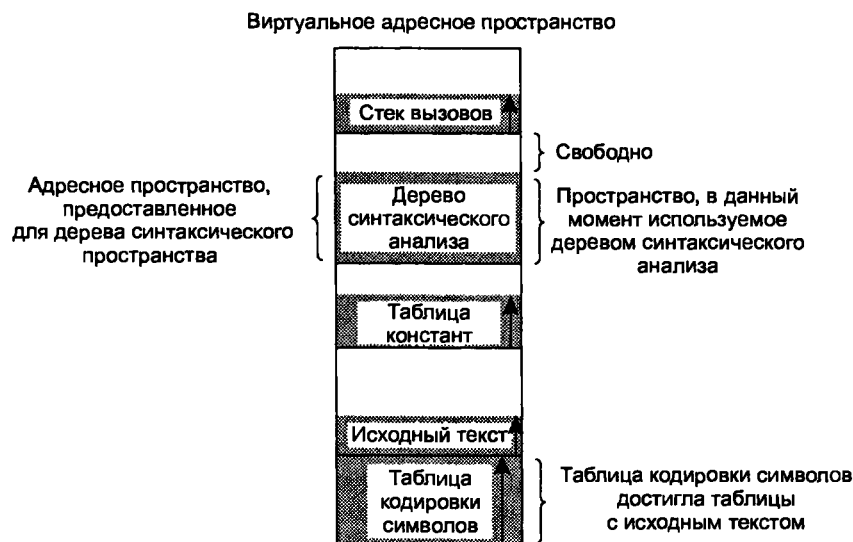 Виртуальное адресное пространство
Стек вызовов
Свободно
Адресное пространство,
предоставленное
для дерева синтаксического
пространства
Дерево
синтаксического
анализа
Пространство, в данный
момент используемое
деревом синтаксического
анализа
Таблица
констант
Исходный текст
Таблица
кодировки
символов
Таблица кодировки символов
достигла таблицы
с исходным текстом